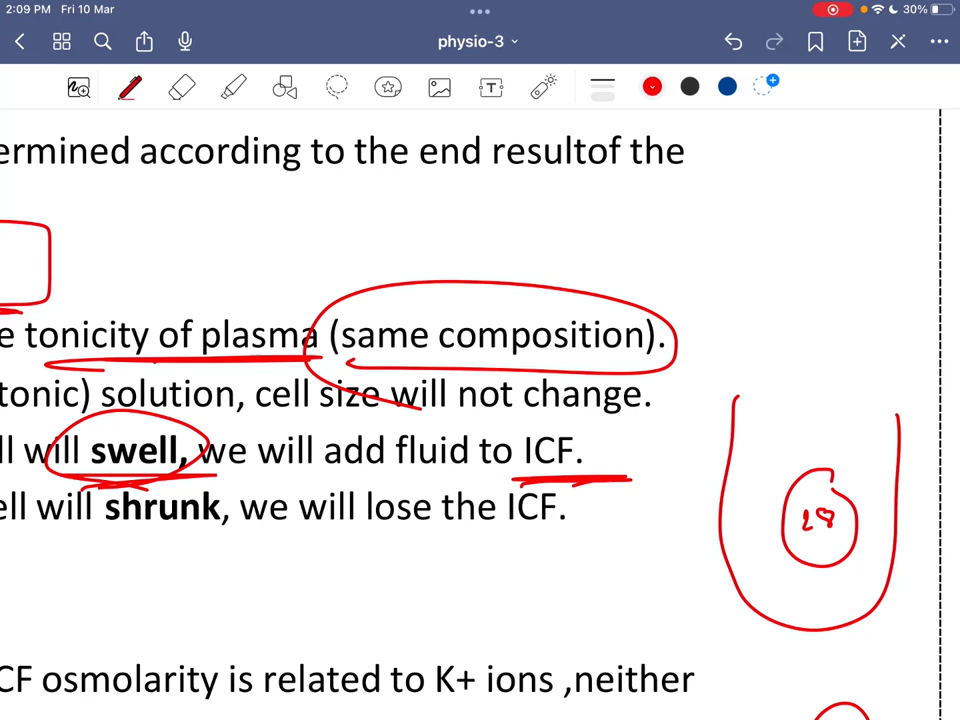 2:09 PM Fri 10 Mar
30%
physio-3
ermined according to the end resultof the
e tonicity of plasma (same composition).
tonic) solution, cell size will not change.
ll will swell, we will add fluid to ICF.
ell will shrunk, we will lose the ICF.
28
CF osmolarity is related to K+ ions ,neither